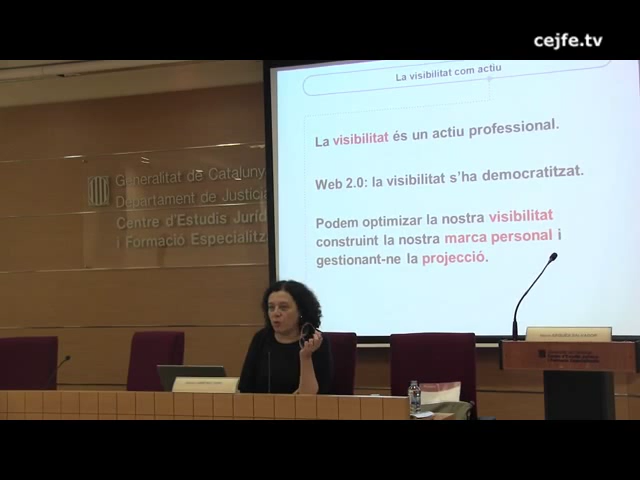 cejfe.tv
La visibilitat com actiu
La visibilitat és un actiu professional.
Web 2.0: la visibilitat s'ha democratitzat.
Podem optimizar la nostra visibilitat
construint la nostra marca personal i
gestionant-ne la projecció.
Generalitat de Catalunya
Departament de Justícia
Centre d'Estudis Juríd
i Formació Especialitz